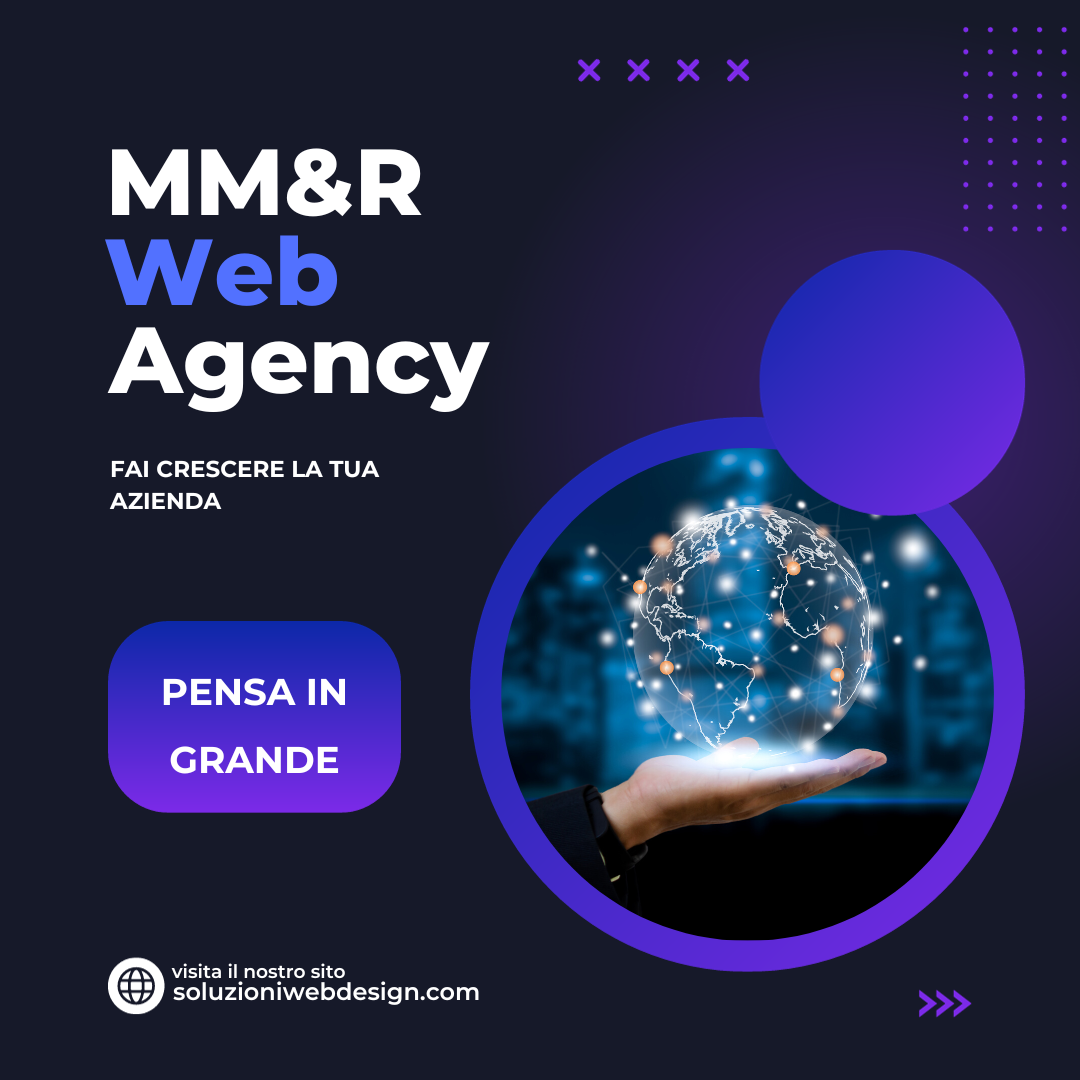 MM&R
Web
Agency
FAI CRESCERE LA TUA
AZIENDA
PENSA IN
GRANDE
visita il nostro sito
soluzioniwebdesign.com